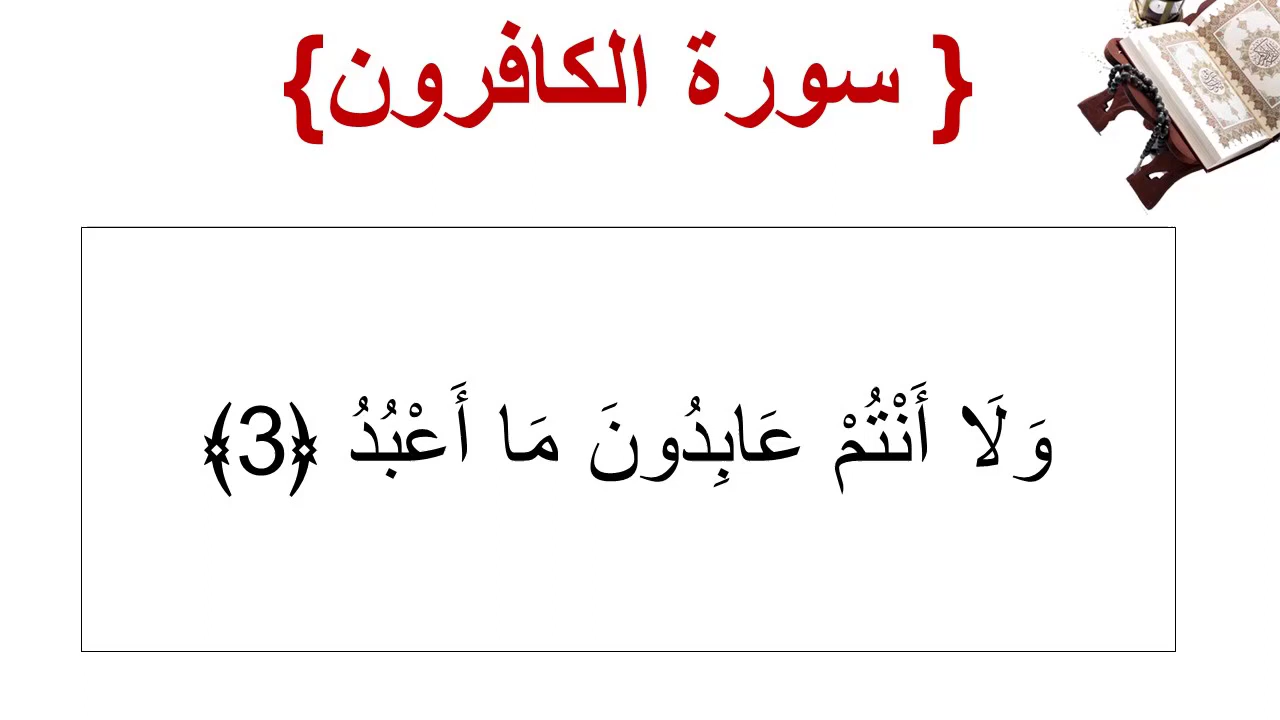 { سورة الكافرون}
وَلَا أَنْتُمْ عَابِدُونَ مَا أَعْبُدُ ﴿3﴾